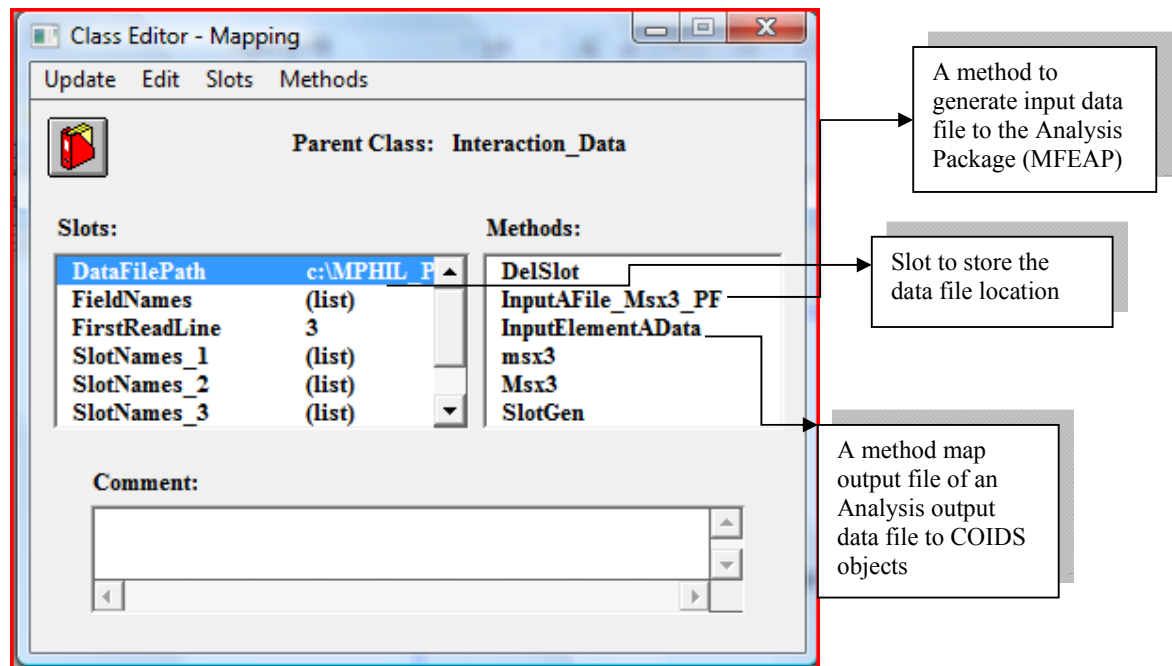 Class Editor - Mapping
Update Edit Slots Methods
Parent Class: Interaction_Data
Slots:
Methods:
DataFilePath c:\MPHIL_P
FieldNames (list)
FirstReadLine 3
SlotNames_1 (list)
SlotNames_2 (list)
SlotNames_3 (list)
DelSlot
InputAFile_Msx3_PF
InputElementAData
msx3
Msx3
SlotGen
Comment:
A method to
generate input data
file to the Analysis
Package (MFEAP)
Slot to store the
data file location
A method map
output file of an
Analysis output
data file to COIDS
objects